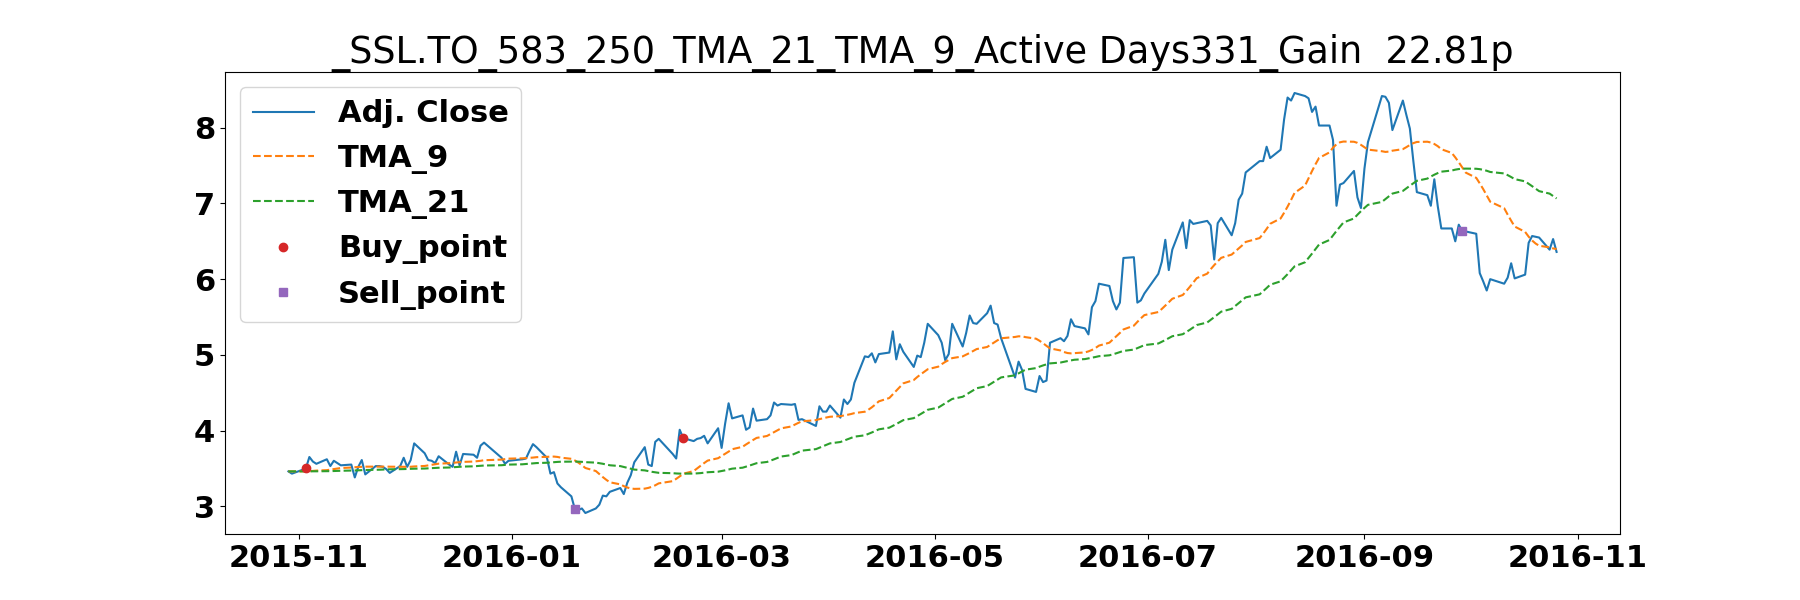 _SSL.TO_583_250_TMA_21_TMA_9_Active Days331_Gain  22.81p
Adj. Close
TMA_9
TMA_21
Buy_point
Sell_point
8
7
6
5
4
3
2015-11 2016-01 2016-03 2016-05 2016-07 2016-09 2016-11